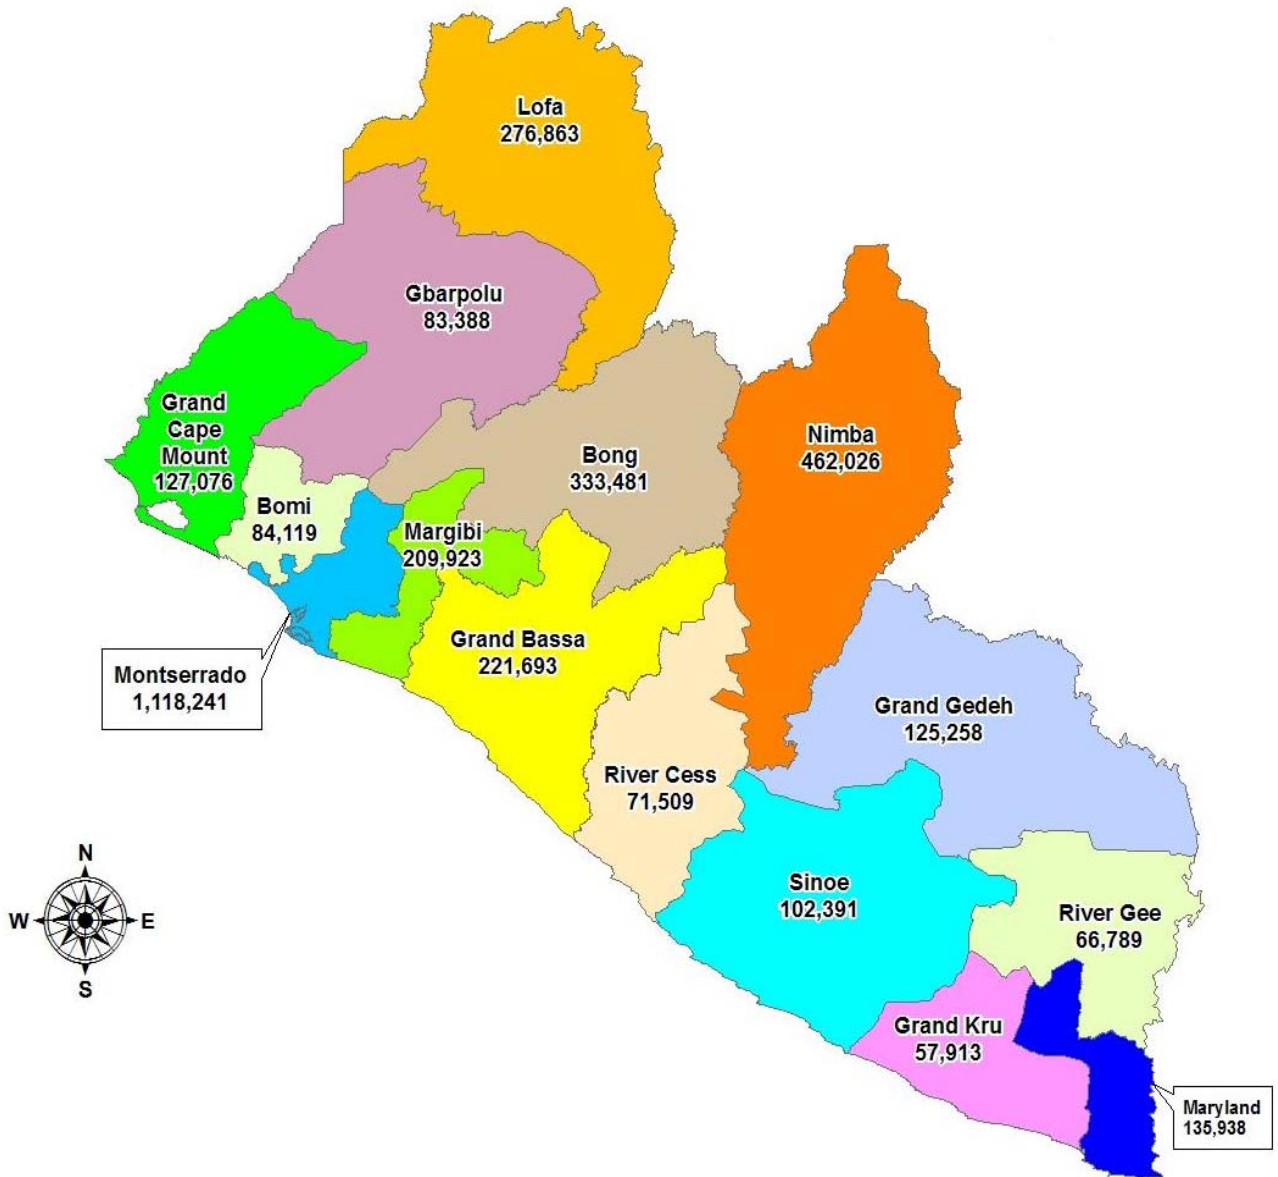 Lofa
276,863
Gbarpolu
83,388
Grand
Cape
Mount
127,076
Nimba
462,026
Bong
333,481
Bomi
84,119
Margibi
209,923
Grand Bassa
221,693
Montserrado
1,118,241
Grand Gedeh
125,258
River Cess
71,509
Sinoe
102,391
River Gee
66,789
N
W
E
S
Grand Kru
57,913
Maryland
135,938